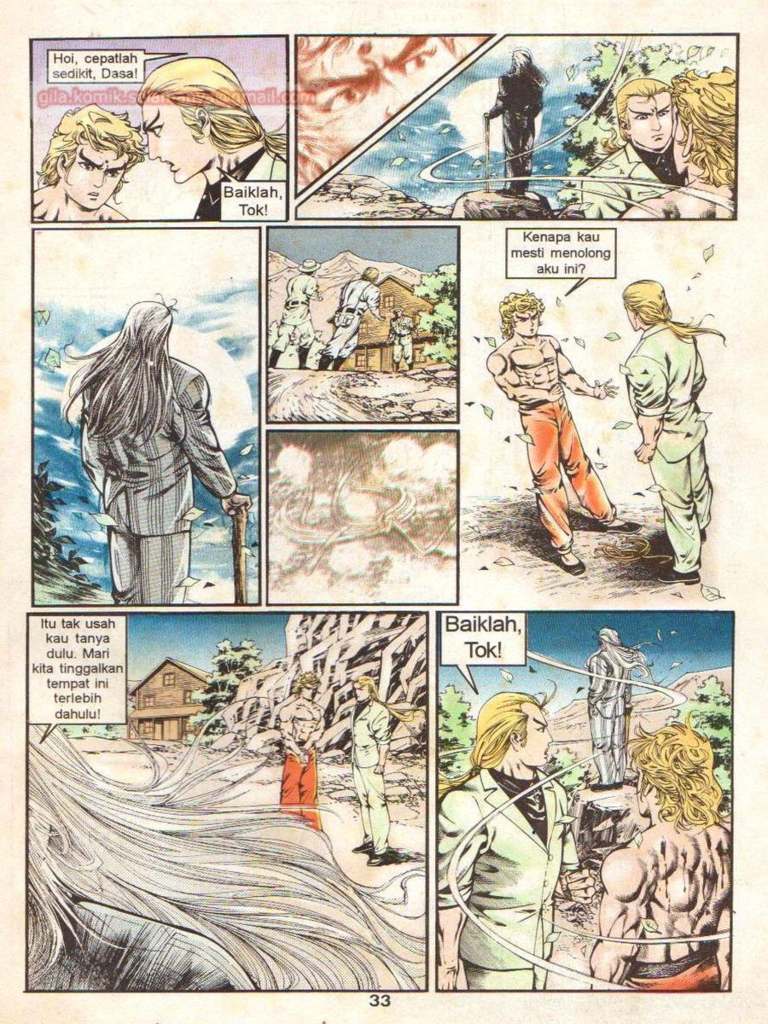 Hoi, cepatlah
sedikit, Dasa!
Baiklah,
Tok!
Kenapa kau
mesti menolong
aku ini?
Itu tak usah
kau tanya
dulu. Mari
kita tinggalkan
tempat ini
terlebih
dahulu!
Baiklah,
Tok!
33